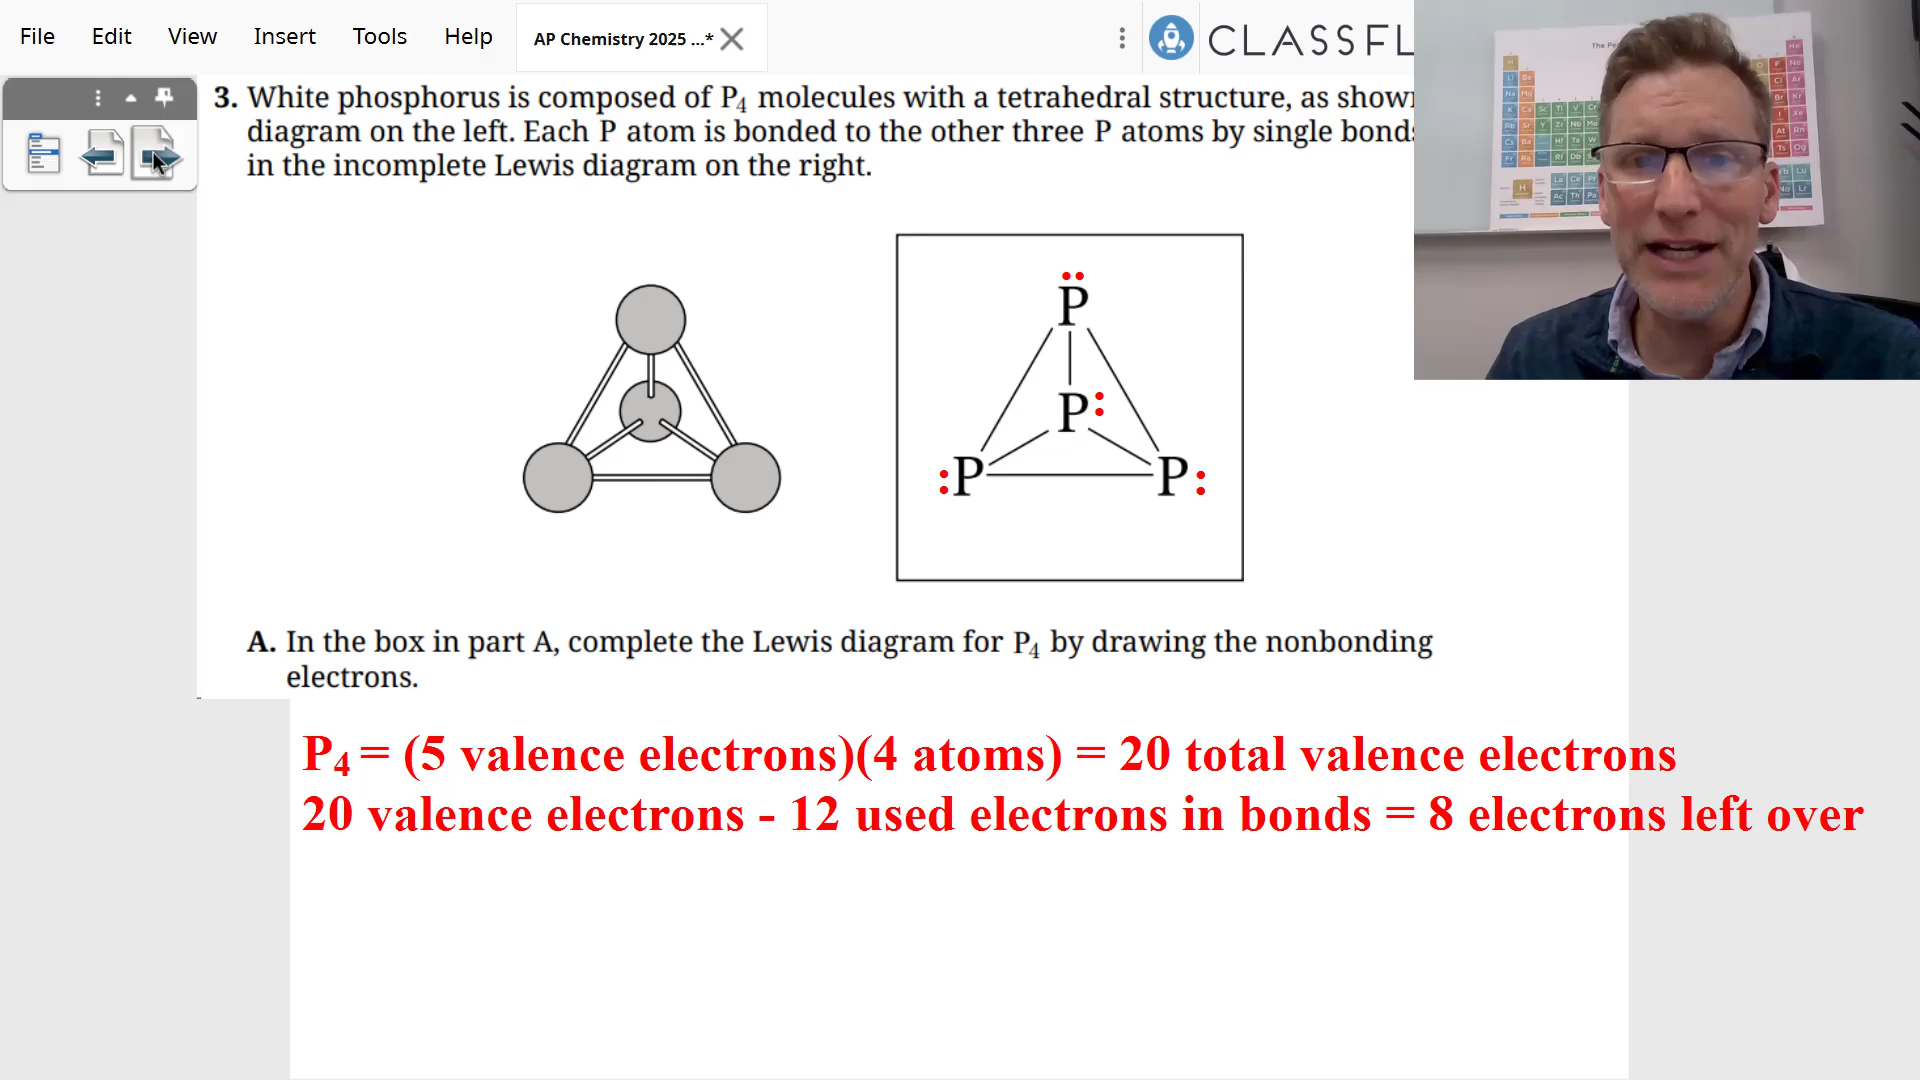 File Edit View Insert Tools Help AP Chemistry 2025 ...* CLASSFL
3. White phosphorus is composed of P₄ molecules with a tetrahedral structure, as shown
diagram on the left. Each P atom is bonded to the other three P atoms by single bonds
in the incomplete Lewis diagram on the right.
P
P:
:P P:
A. In the box in part A, complete the Lewis diagram for P₄ by drawing the nonbonding
electrons.
P₄ = (5 valence electrons)(4 atoms) = 20 total valence electrons
20 valence electrons - 12 used electrons in bonds = 8 electrons left over